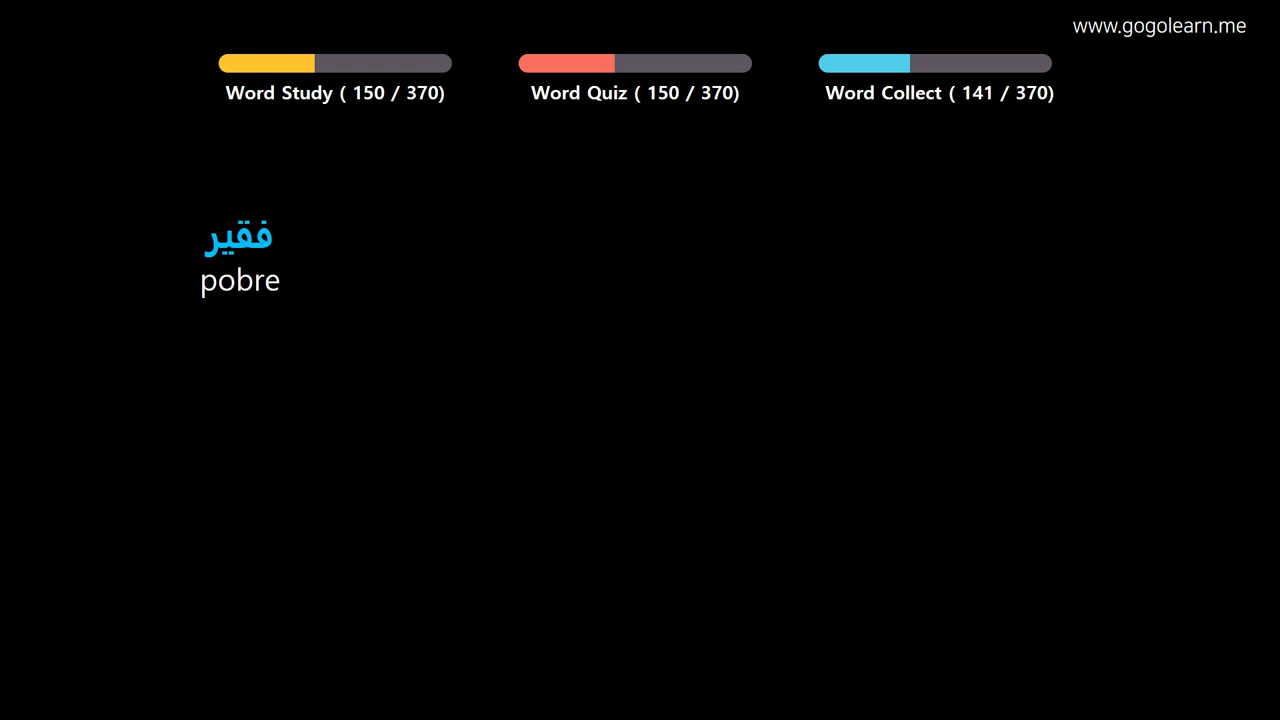 www.gogolearn.me
Word Study ( 150 / 370)
Word Quiz ( 150 / 370)
Word Collect ( 141 / 370)
فقير
pobre